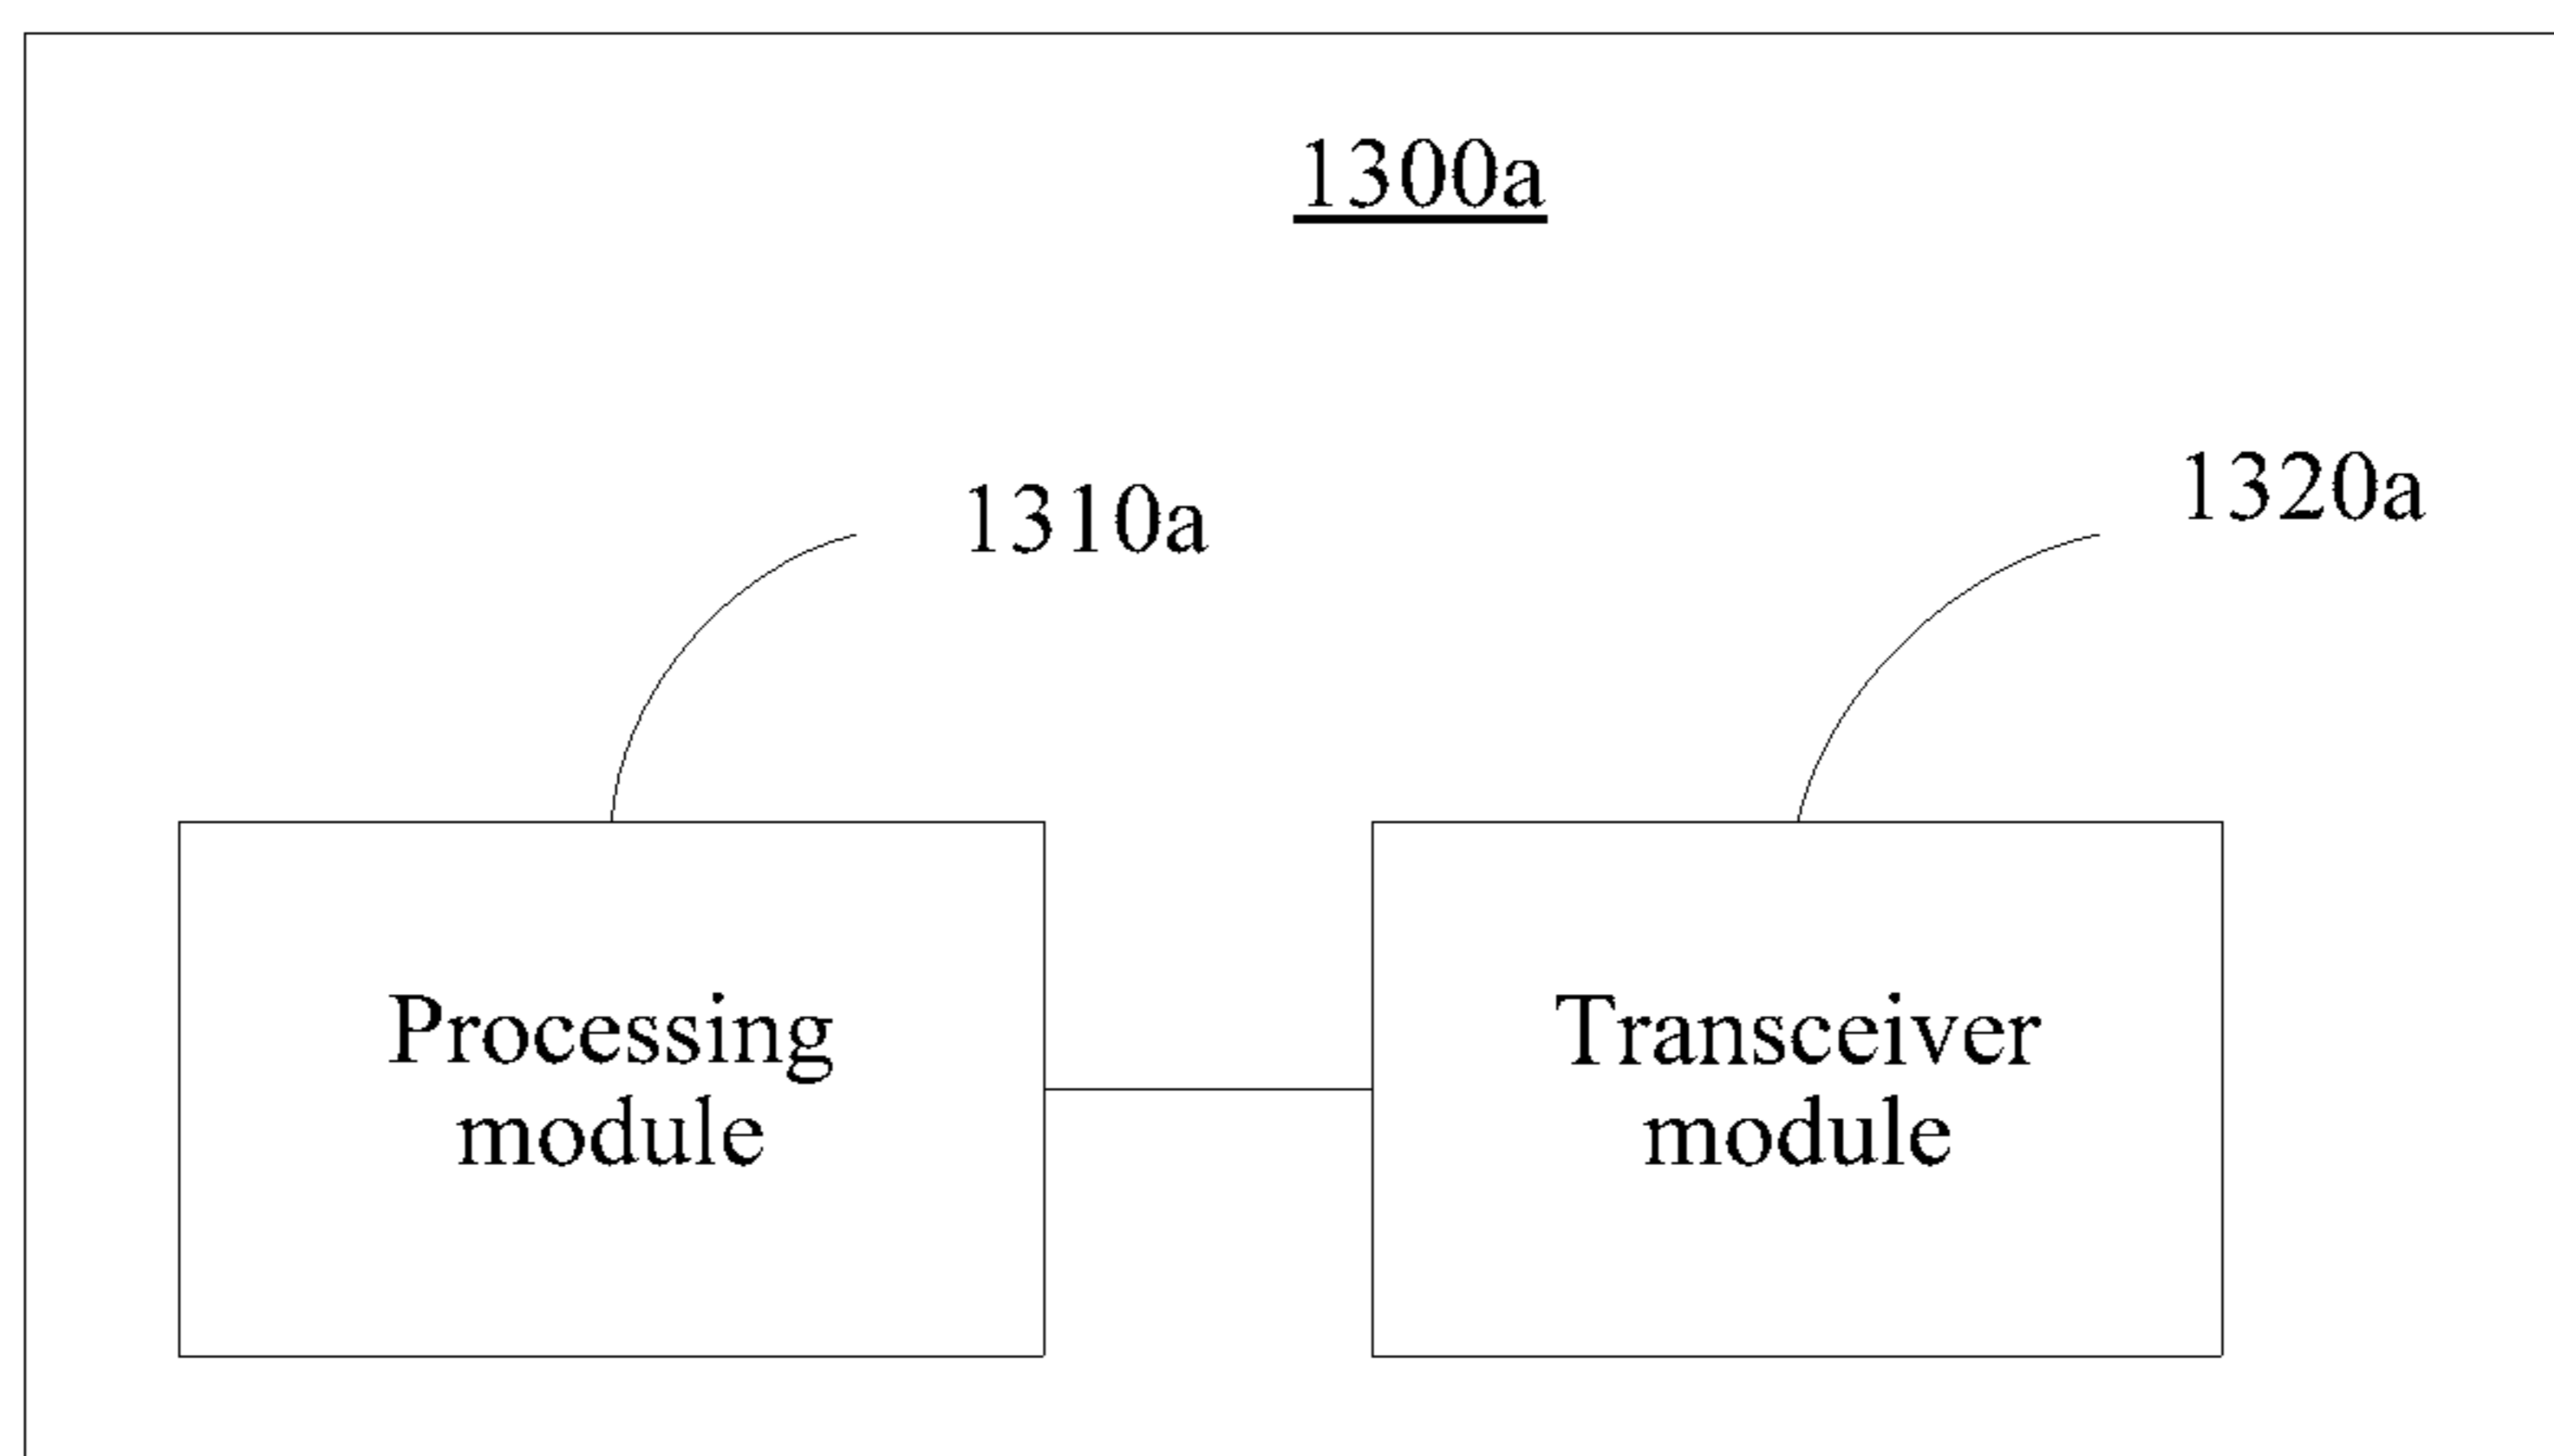 1300a
1310a
1320a
Processing
module
Transceiver
module